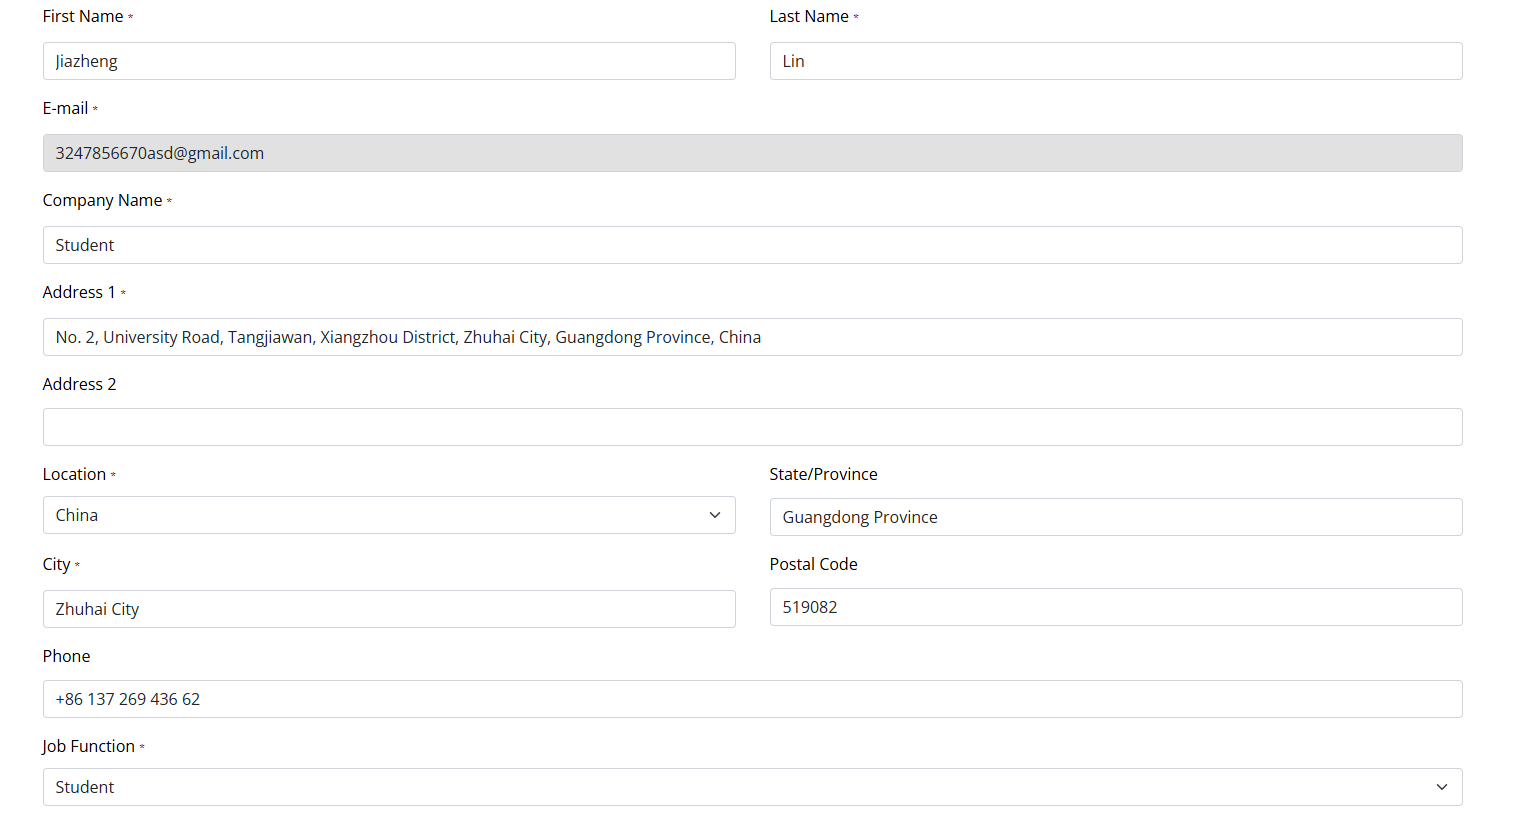 First Name *
Last Name *
Jiazheng
Lin
E-mail *
3247856670asd@gmail.com
Company Name *
Student
Address 1 *
No. 2, University Road, Tangjiawan, Xiangzhou District, Zhuhai City, Guangdong Province, China
Address 2
Location *
State/Province
China
Guangdong Province
City *
Postal Code
Zhuhai City
519082
Phone
+86 137 269 436 62
Job Function *
Student